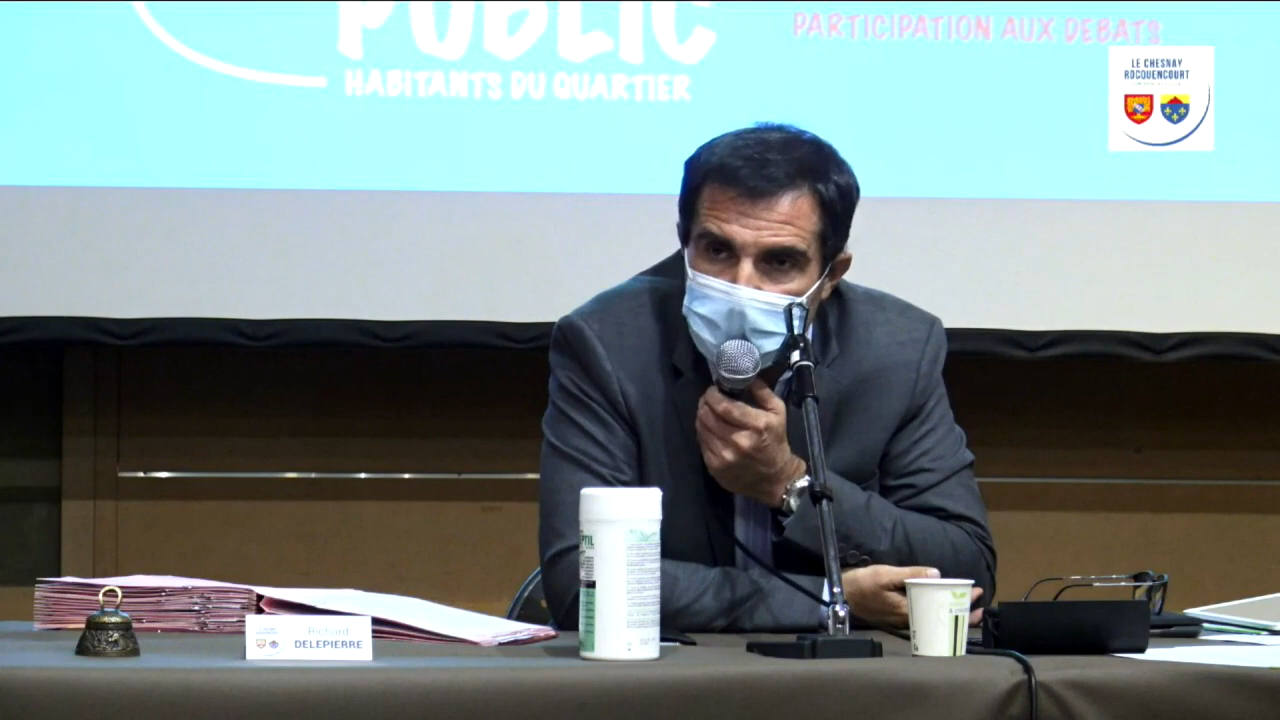 PUBLIC
HABITANTS DU QUARTIER
PARTICIPATION AUX DEBATS
LE CHESNAY
ROCQUENCOURT
Richard
DELEPIERRE